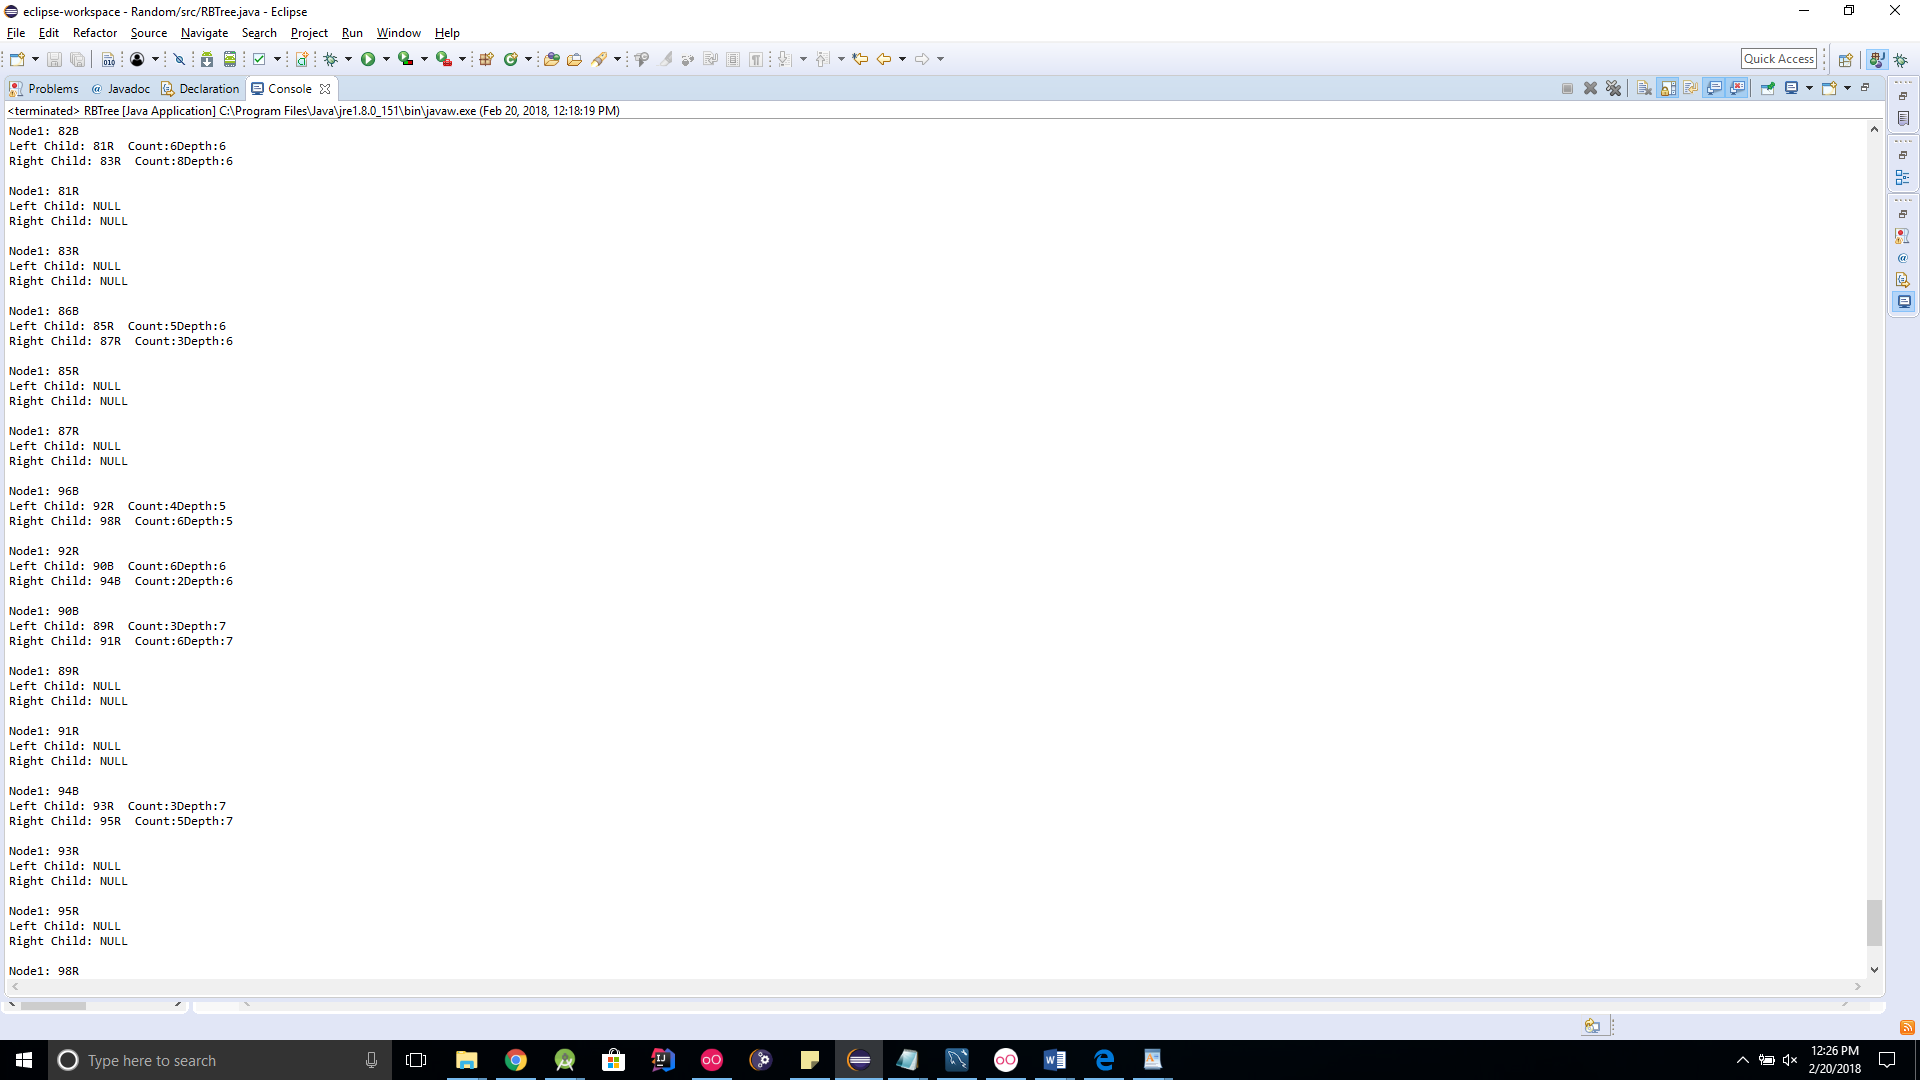 eclipse-workspace - Random/src/RBTree.java - Eclipse
File Edit Refactor Source Navigate Search Project Run Window Help
Quick Access
Problems @ Javadoc Declaration Console
<terminated> RBTree [Java Application] C:\Program Files\Java\jre1.8.0_151\bin\javaw.exe (Feb 20, 2018, 12:18:19 PM)
Node1: 82B
Left Child: 81R  Count:6Depth:6
Right Child: 83R  Count:8Depth:6
Node1: 81R
Left Child: NULL
Right Child: NULL
Node1: 83R
Left Child: NULL
Right Child: NULL
Node1: 86B
Left Child: 85R  Count:5Depth:6
Right Child: 87R  Count:3Depth:6
Node1: 85R
Left Child: NULL
Right Child: NULL
Node1: 87R
Left Child: NULL
Right Child: NULL
Node1: 96B
Left Child: 92R  Count:4Depth:5
Right Child: 98R  Count:6Depth:5
Node1: 92R
Left Child: 90B  Count:6Depth:6
Right Child: 94B  Count:2Depth:6
Node1: 90B
Left Child: 89R  Count:3Depth:7
Right Child: 91R  Count:6Depth:7
Node1: 89R
Left Child: NULL
Right Child: NULL
Node1: 91R
Left Child: NULL
Right Child: NULL
Node1: 94B
Left Child: 93R  Count:3Depth:7
Right Child: 95R  Count:5Depth:7
Node1: 93R
Left Child: NULL
Right Child: NULL
Node1: 95R
Left Child: NULL
Right Child: NULL
Node1: 98R
Type here to search
12:26 PM
2/20/2018